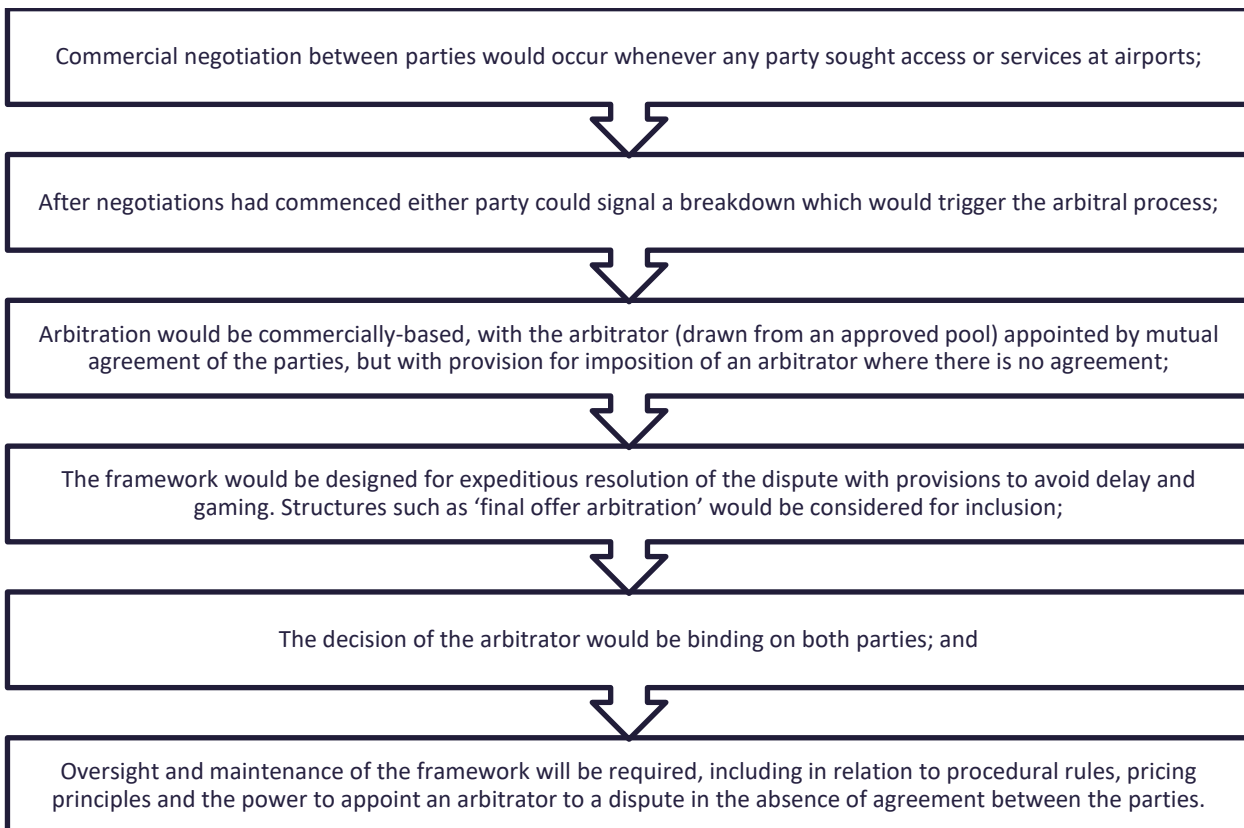 Commercial negotiation between parties would occur whenever any party sought access or services at airports;
After negotiations had commenced either party could signal a breakdown which would trigger the arbitral process;
Arbitration would be commercially-based, with the arbitrator (drawn from an approved pool) appointed by mutual
agreement of the parties, but with provision for imposition of an arbitrator where there is no agreement;
The framework would be designed for expeditious resolution of the dispute with provisions to avoid delay and
gaming. Structures such as ‘final offer arbitration’ would be considered for inclusion;
The decision of the arbitrator would be binding on both parties; and
Oversight and maintenance of the framework will be required, including in relation to procedural rules, pricing
principles and the power to appoint an arbitrator to a dispute in the absence of agreement between the parties.